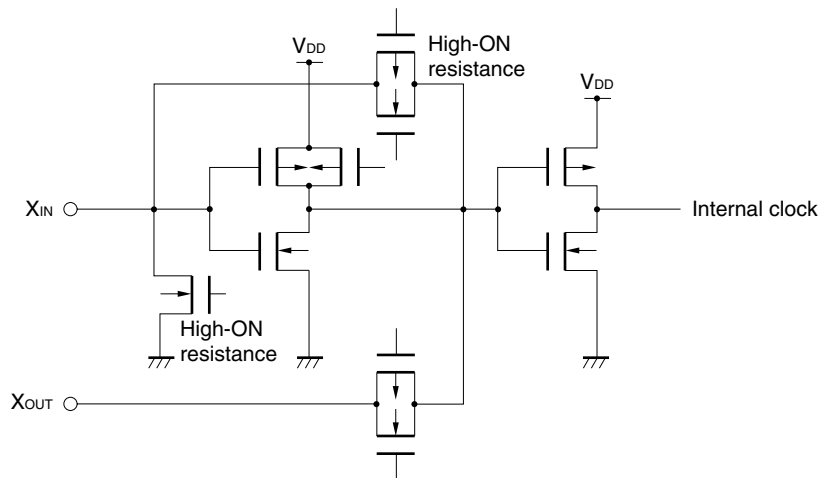 VDD
High-ON
resistance
VDD
XIN
Internal clock
High-ON
resistance
XOUT